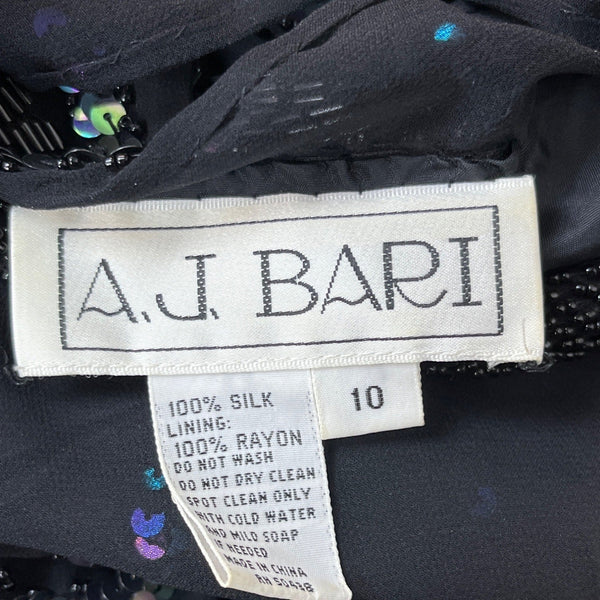 A.J. BARI
10
100% SILK
LINING:
100% RAYON
DO NOT WASH
DO NOT DRY CLEAN
SPOT CLEAN ONLY
WITH COLD WATER
AND MILD SOAP
IF NEEDED
MADE IN CHINA
RN 50438